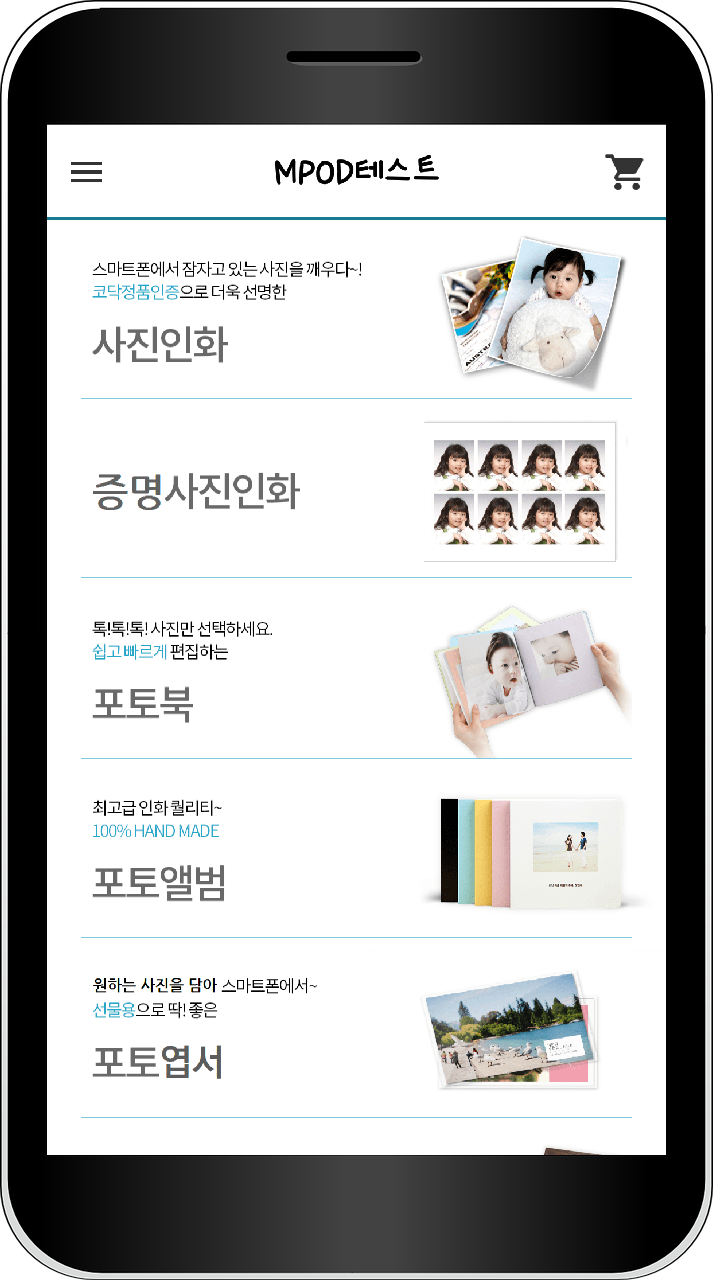 MPOD테스트
스마트폰에서 잠자고 있는 사진을 깨우다~!
코닥정품인증으로 더욱 선명한
사진인화
증명사진인화
톡!톡!톡! 사진만 선택하세요.
쉽고 빠르게 편집하는
포토북
최고급 인화 퀄리티~
100% HAND MADE
포토앨범
원하는 사진을 담아 스마트폰에서~
선물용으로 딱! 좋은
포토엽서